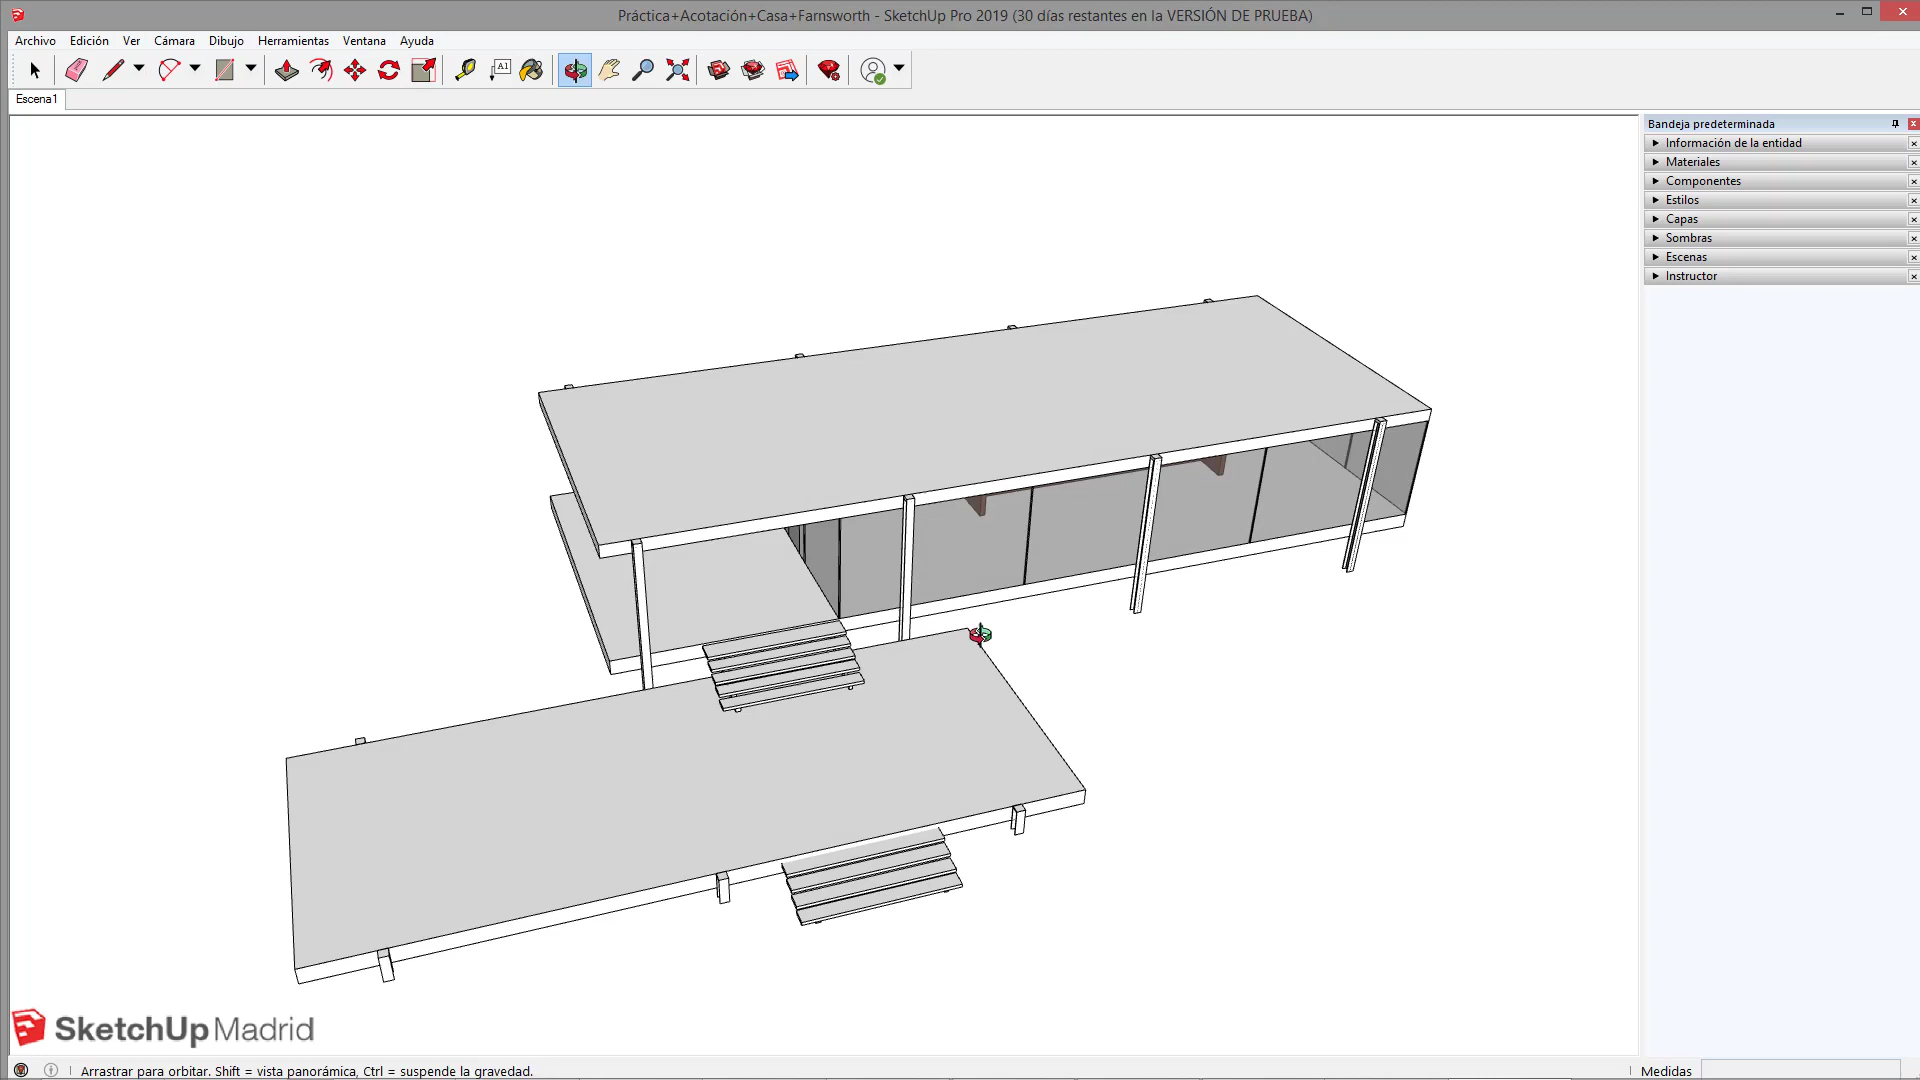 Práctica+Acotación+Casa+Farnsworth - SketchUp Pro 2019 (30 días restantes en la VERSIÓN DE PRUEBA)
Archivo Edición Ver Cámara Dibujo Herramientas Ventana Ayuda
A1
Escena1
Bandeja predeterminada
Información de la entidad
Materiales
Componentes
Estilos
Capas
Sombras
Escenas
Instructor
SketchUp Madrid
Arrastrar para orbitar. Shift = vista panorámica, Ctrl = suspende la gravedad.
Medidas